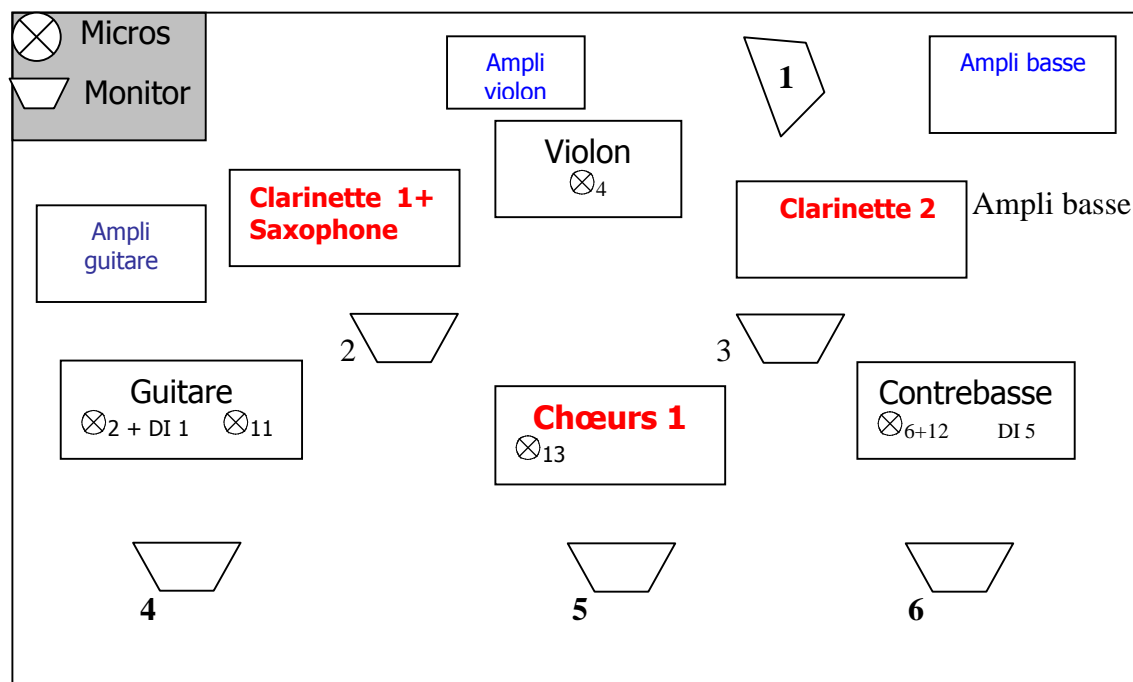 Micros
Monitor
Ampli
violon
1
Ampli basse
Violon
4
Clarinette 1+
Saxophone
Clarinette 2
Ampli basse
Ampli
guitare
2
3
Guitare
2 + DI 1 11
Chœurs 1
13
Contrebasse
6+12 DI 5
4
5
6